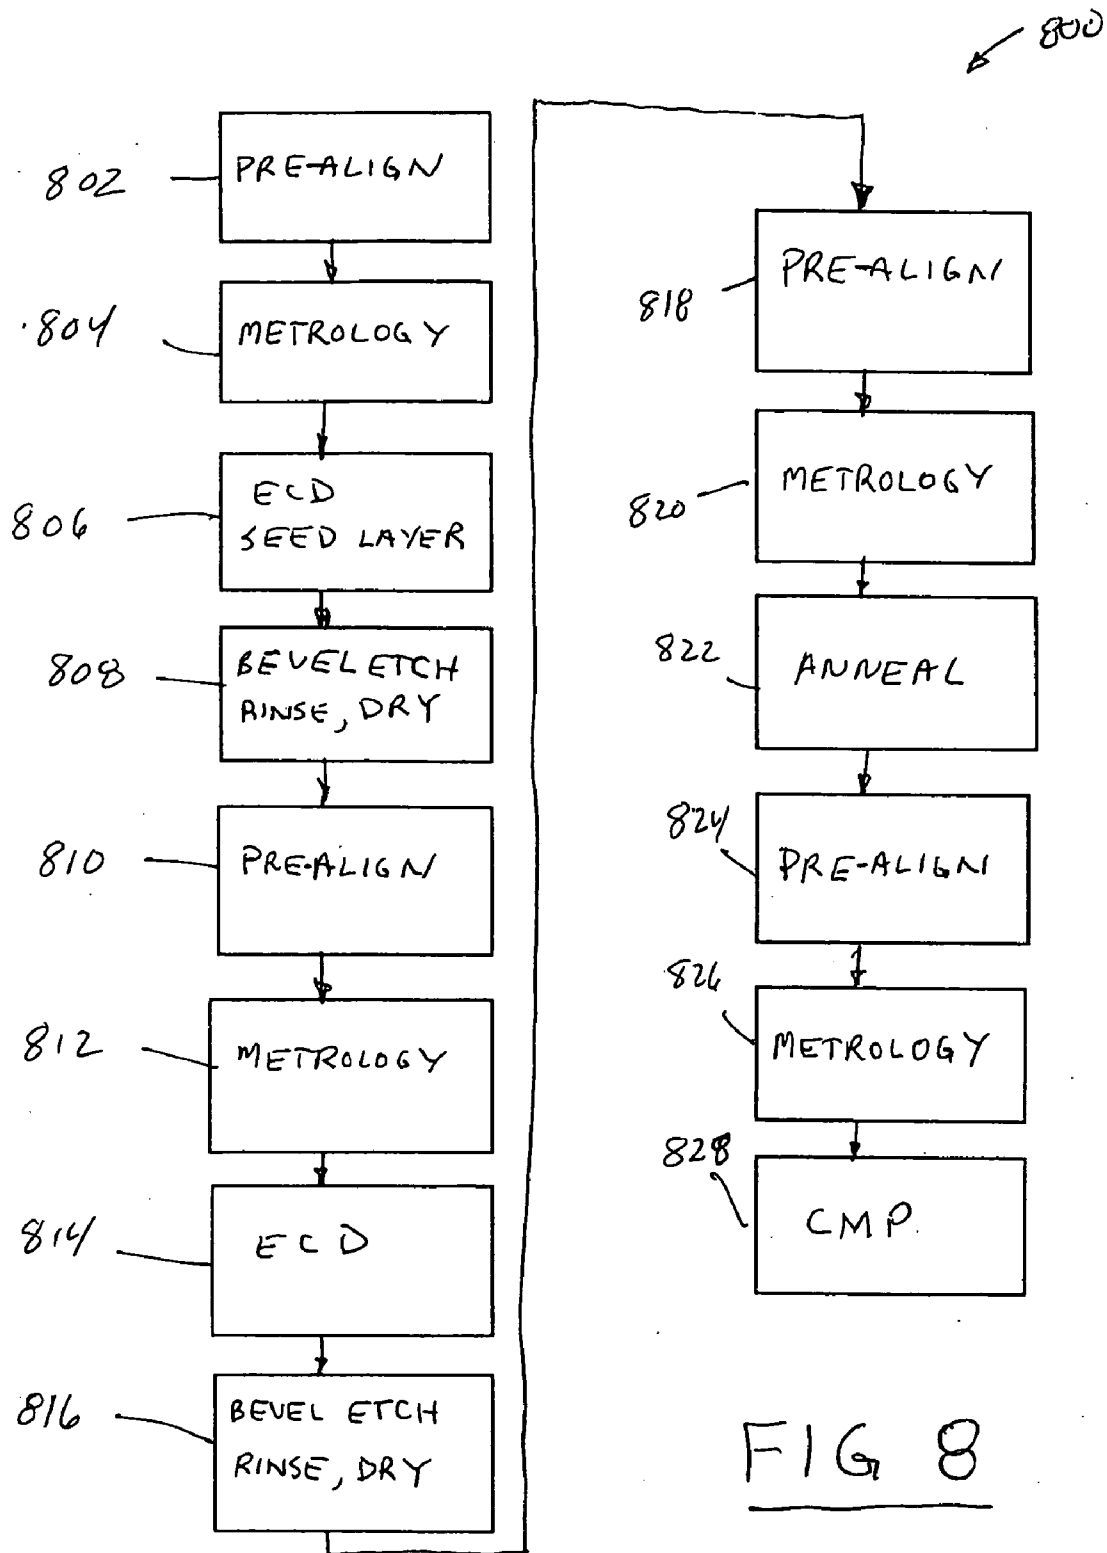 800
802
PRE-ALIGN
804
METROLOGY
806
ECD
SEED LAYER
808
BEVEL ETCH
RINSE, DRY
810
PRE-ALIGN
812
METROLOGY
814
ECD
816
BEVEL ETCH
RINSE, DRY
818
PRE-ALIGN
820
METROLOGY
822
ANNEAL
824
PRE-ALIGN
826
METROLOGY
828
CMP
FIG 8